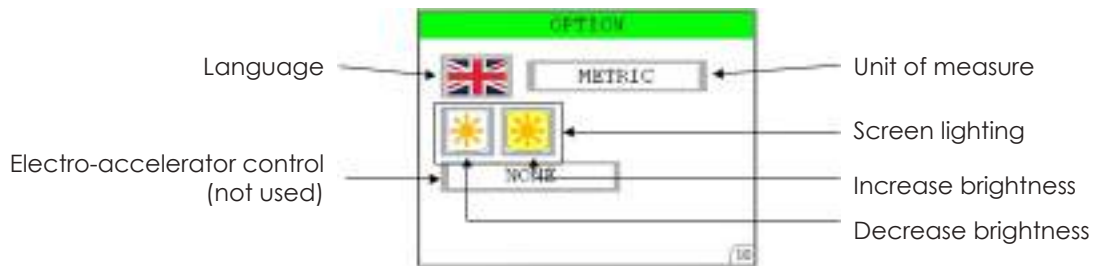 OPTION
Language
METRIC
Unit of measure
Screen lighting
Electro-accelerator control
(not used)
NONE
Increase brightness
Decrease brightness